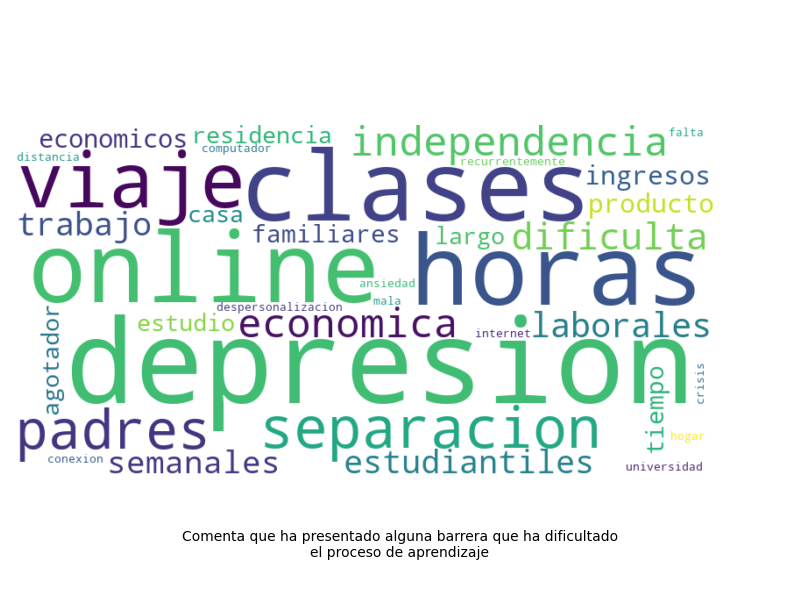 economicos residencia independencia falta
distancia computador recurrentemente
viaje clases ingresos
trabajo casa producto
familiares largo dificulta
online horas
ansiedad
mala
despersonalizacion
agotador estudio economica internet laborales
depresion crisis
padres separacion tiempo hogar
conexion semanales estudiantiles universidad
Comenta que ha presentado alguna barrera que ha dificultado
el proceso de aprendizaje